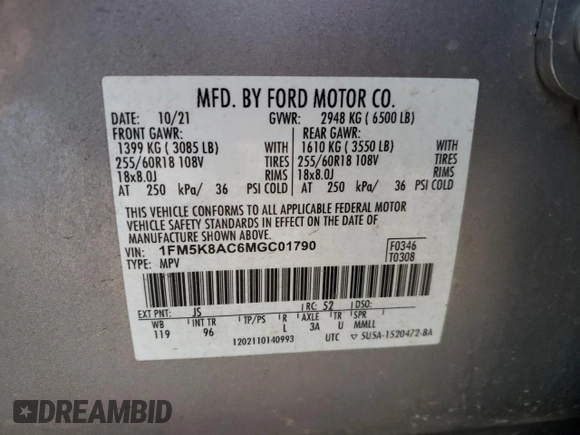 MFD. BY FORD MOTOR CO.
DATE: 10/21 GVWR: 2948 KG ( 6500 LB)
FRONT GAWR: REAR GAWR:
1399 KG ( 3085 LB) WITH 1610 KG ( 3550 LB) WITH
255/60R18 108V TIRES 255/60R18 108V TIRES
18x8.0J RIMS 18x8.0J RIMS
AT 250 kPa/ 36 PSI COLD AT 250 kPa/ 36 PSI COLD
THIS VEHICLE CONFORMS TO ALL APPLICABLE FEDERAL MOTOR
VEHICLE SAFETY STANDARDS IN EFFECT ON THE DATE OF
MANUFACTURE SHOWN ABOVE.
VIN: 1FM5K8AC6MGC01790 F0346
TYPE: MPV T0308
EXT PNT: JS RC: 52 DSO:
WB INT TR TP/PS R AXLE TR SPR
119 96 L 3A U MMLL
1202110140993 UTC ▽ 5U5A-1520472-BA
DREAMBID